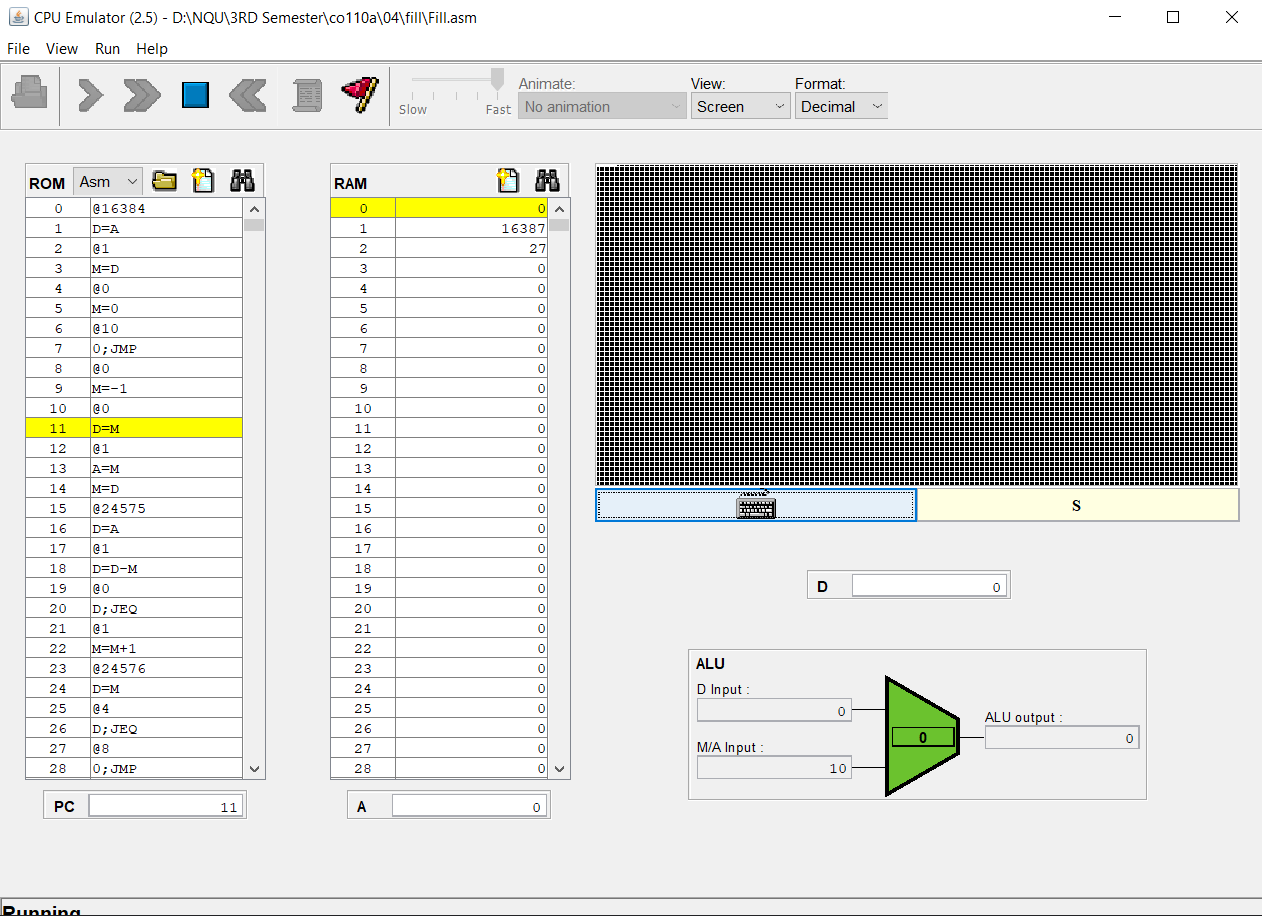 CPU Emulator (2.5) - D:\NQU\3RD Semester\co110a\04\fill\Fill.asm
File View Run Help
Animate: View: Format:
Slow Fast No animation Screen Decimal
ROM Asm
0 @16384
1 D=A
2 @1
3 M=D
4 @0
5 M=0
6 @10
7 0;JMP
8 @0
9 M=-1
10 @0
11 D=M
12 @1
13 A=M
14 M=D
15 @24575
16 D=A
17 @1
18 D=D-M
19 @0
20 D;JEQ
21 @1
22 M=M+1
23 @24576
24 D=M
25 @4
26 D;JEQ
27 @8
28 0;JMP
PC 11
RAM
0 0
1 16387
2 27
3 0
4 0
5 0
6 0
7 0
8 0
9 0
10 0
11 0
12 0
13 0
14 0
15 0
16 0
17 0
18 0
19 0
20 0
21 0
22 0
23 0
24 0
25 0
26 0
27 0
28 0
A 0
S
D 0
ALU
D Input :
0
M/A Input :
10
0
ALU output :
0
Running